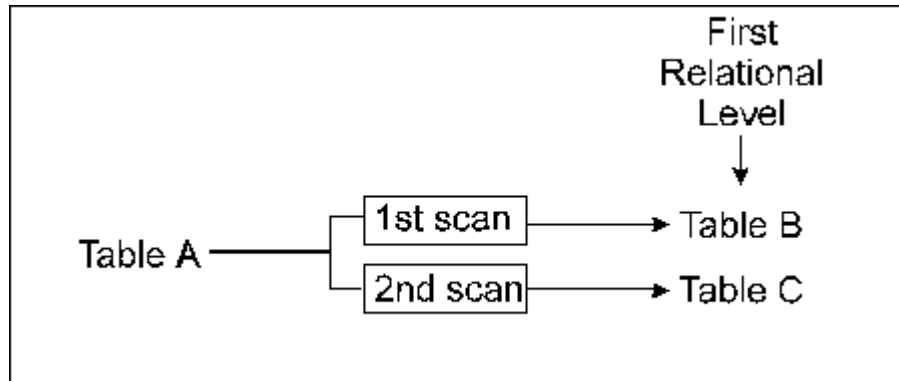 First
Relational
Level
1st scan
Table B
Table A
2nd scan
Table C